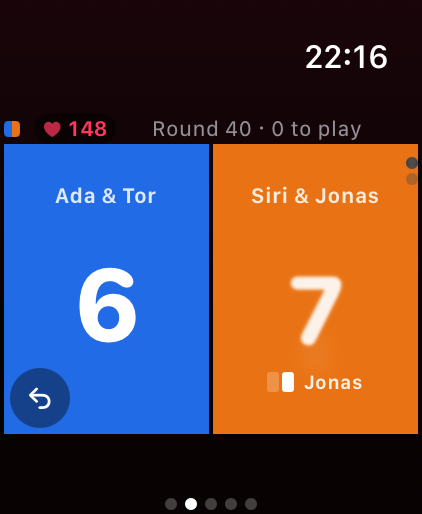 22:16
148 Round 40 · 0 to play
Ada & Tor
Siri & Jonas
6
7
Jonas